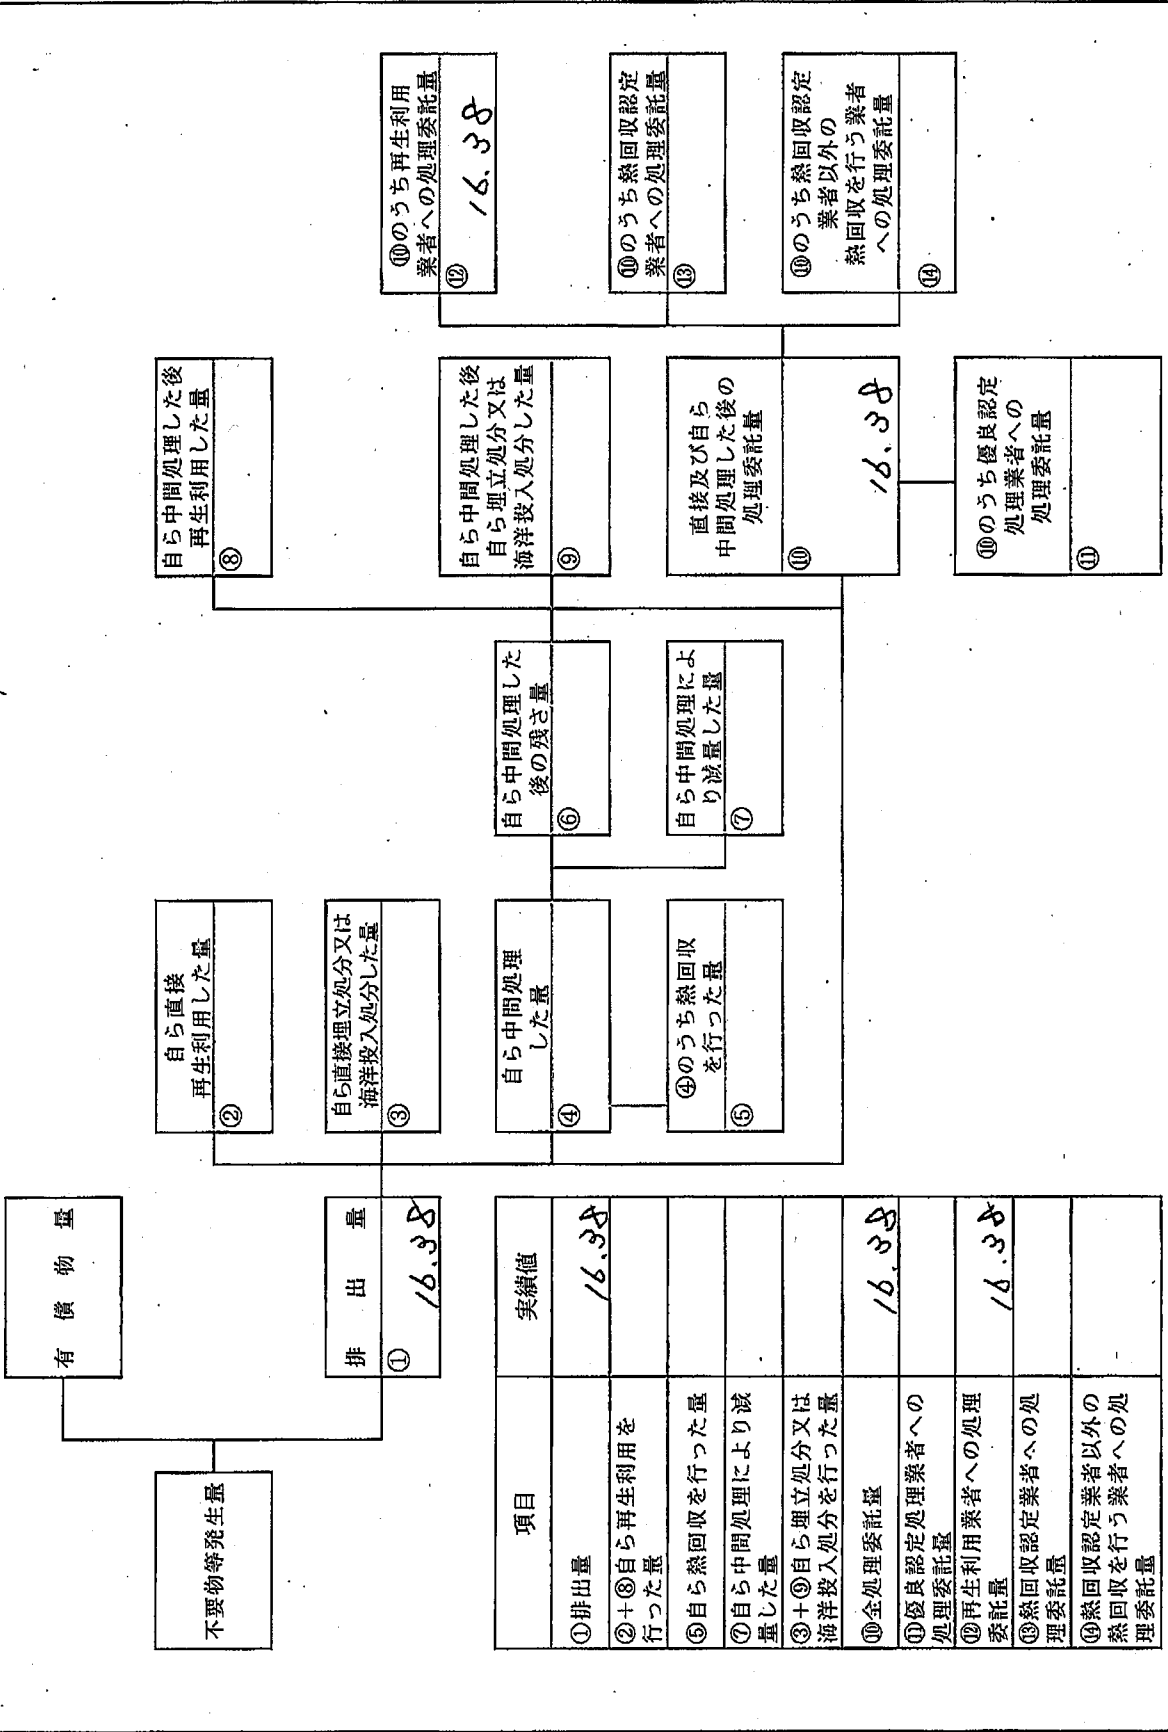 有償物量
不要物等発生量
排出量
①
16.38
自ら直接
再生利用した量
②
自ら直接埋立処分又は
海洋投入処分した量
③
自ら中間処理
した量
④
④のうち熱回収
を行った量
⑤
自ら中間処理した
後の残さ量
⑥
自ら中間処理によ
り減量した量
⑦
自ら中間処理した後
再生利用した量
⑧
自ら中間処理した後
自ら埋立処分又は
海洋投入処分した量
⑨
直接及び自ら
中間処理した後の
処理委託量
⑩
16.38
⑩のうち優良認定
処理業者への
処理委託量
⑪
⑩のうち再生利用
業者への処理委託量
⑫
16.38
⑩のうち熱回収認定
業者への処理委託量
⑬
⑩のうち熱回収認定
業者以外の
熱回収を行う業者
への処理委託量
⑭
項目 実績値
①排出量 16.38
②+⑧自ら再生利用を
行った量
⑤自ら熱回収を行った量
⑦自ら中間処理により減
量した量
③+⑨自ら埋立処分又は
海洋投入処分を行った量
⑩全処理委託量 16.38
⑪優良認定処理業者への
処理委託量
⑫再生利用業者への処理
委託量 16.38
⑬熱回収認定業者への処
理委託量
⑭熱回収認定業者以外の
熱回収を行う業者への処
理委託量